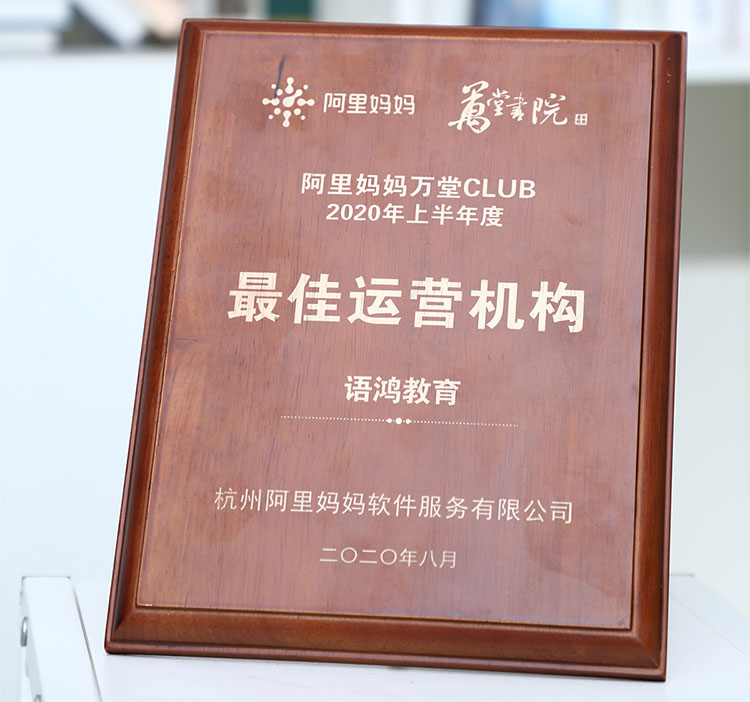 阿里妈妈 萬堂書院
阿里妈妈万堂CLUB
2020年上半年度
最佳运营机构
语鸿教育
杭州阿里妈妈软件服务有限公司
二〇二〇年八月